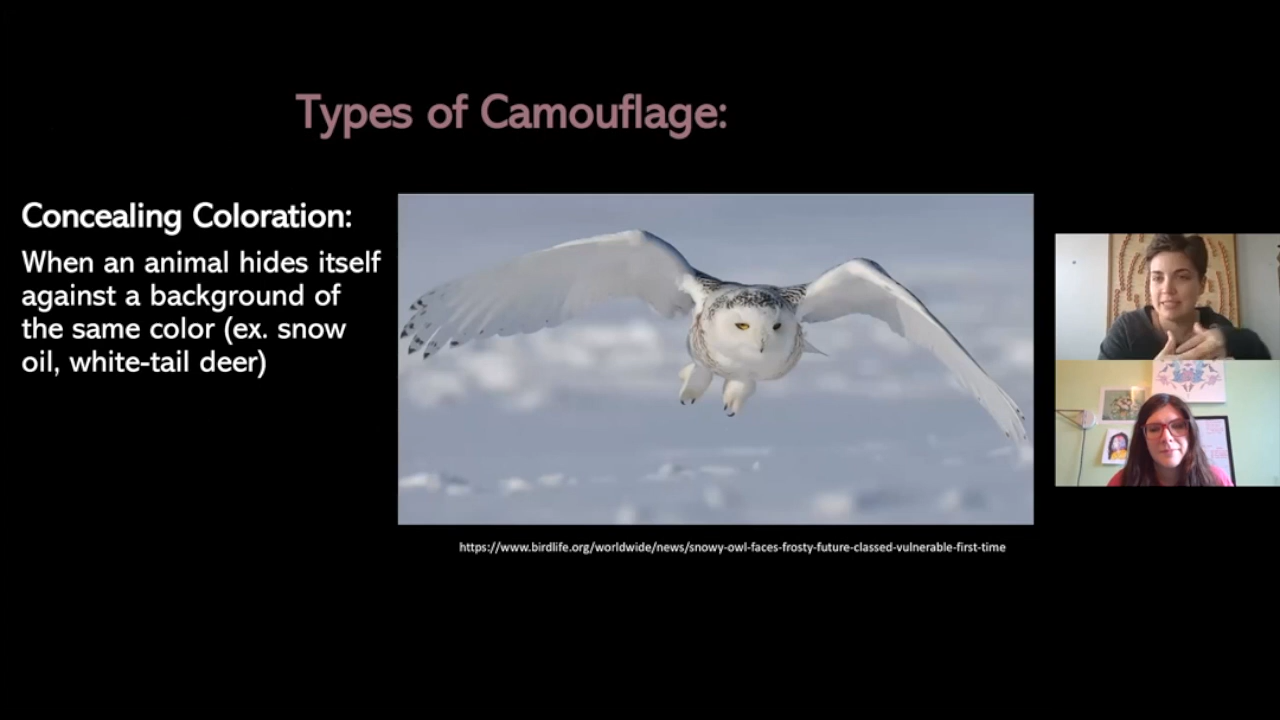 Types of Camouflage:
Concealing Coloration:
When an animal hides itself
against a background of
the same color (ex. snow
oil, white-tail deer)
https://www.birdlife.org/worldwide/news/snowy-owl-faces-frosty-future-classed-vulnerable-first-time